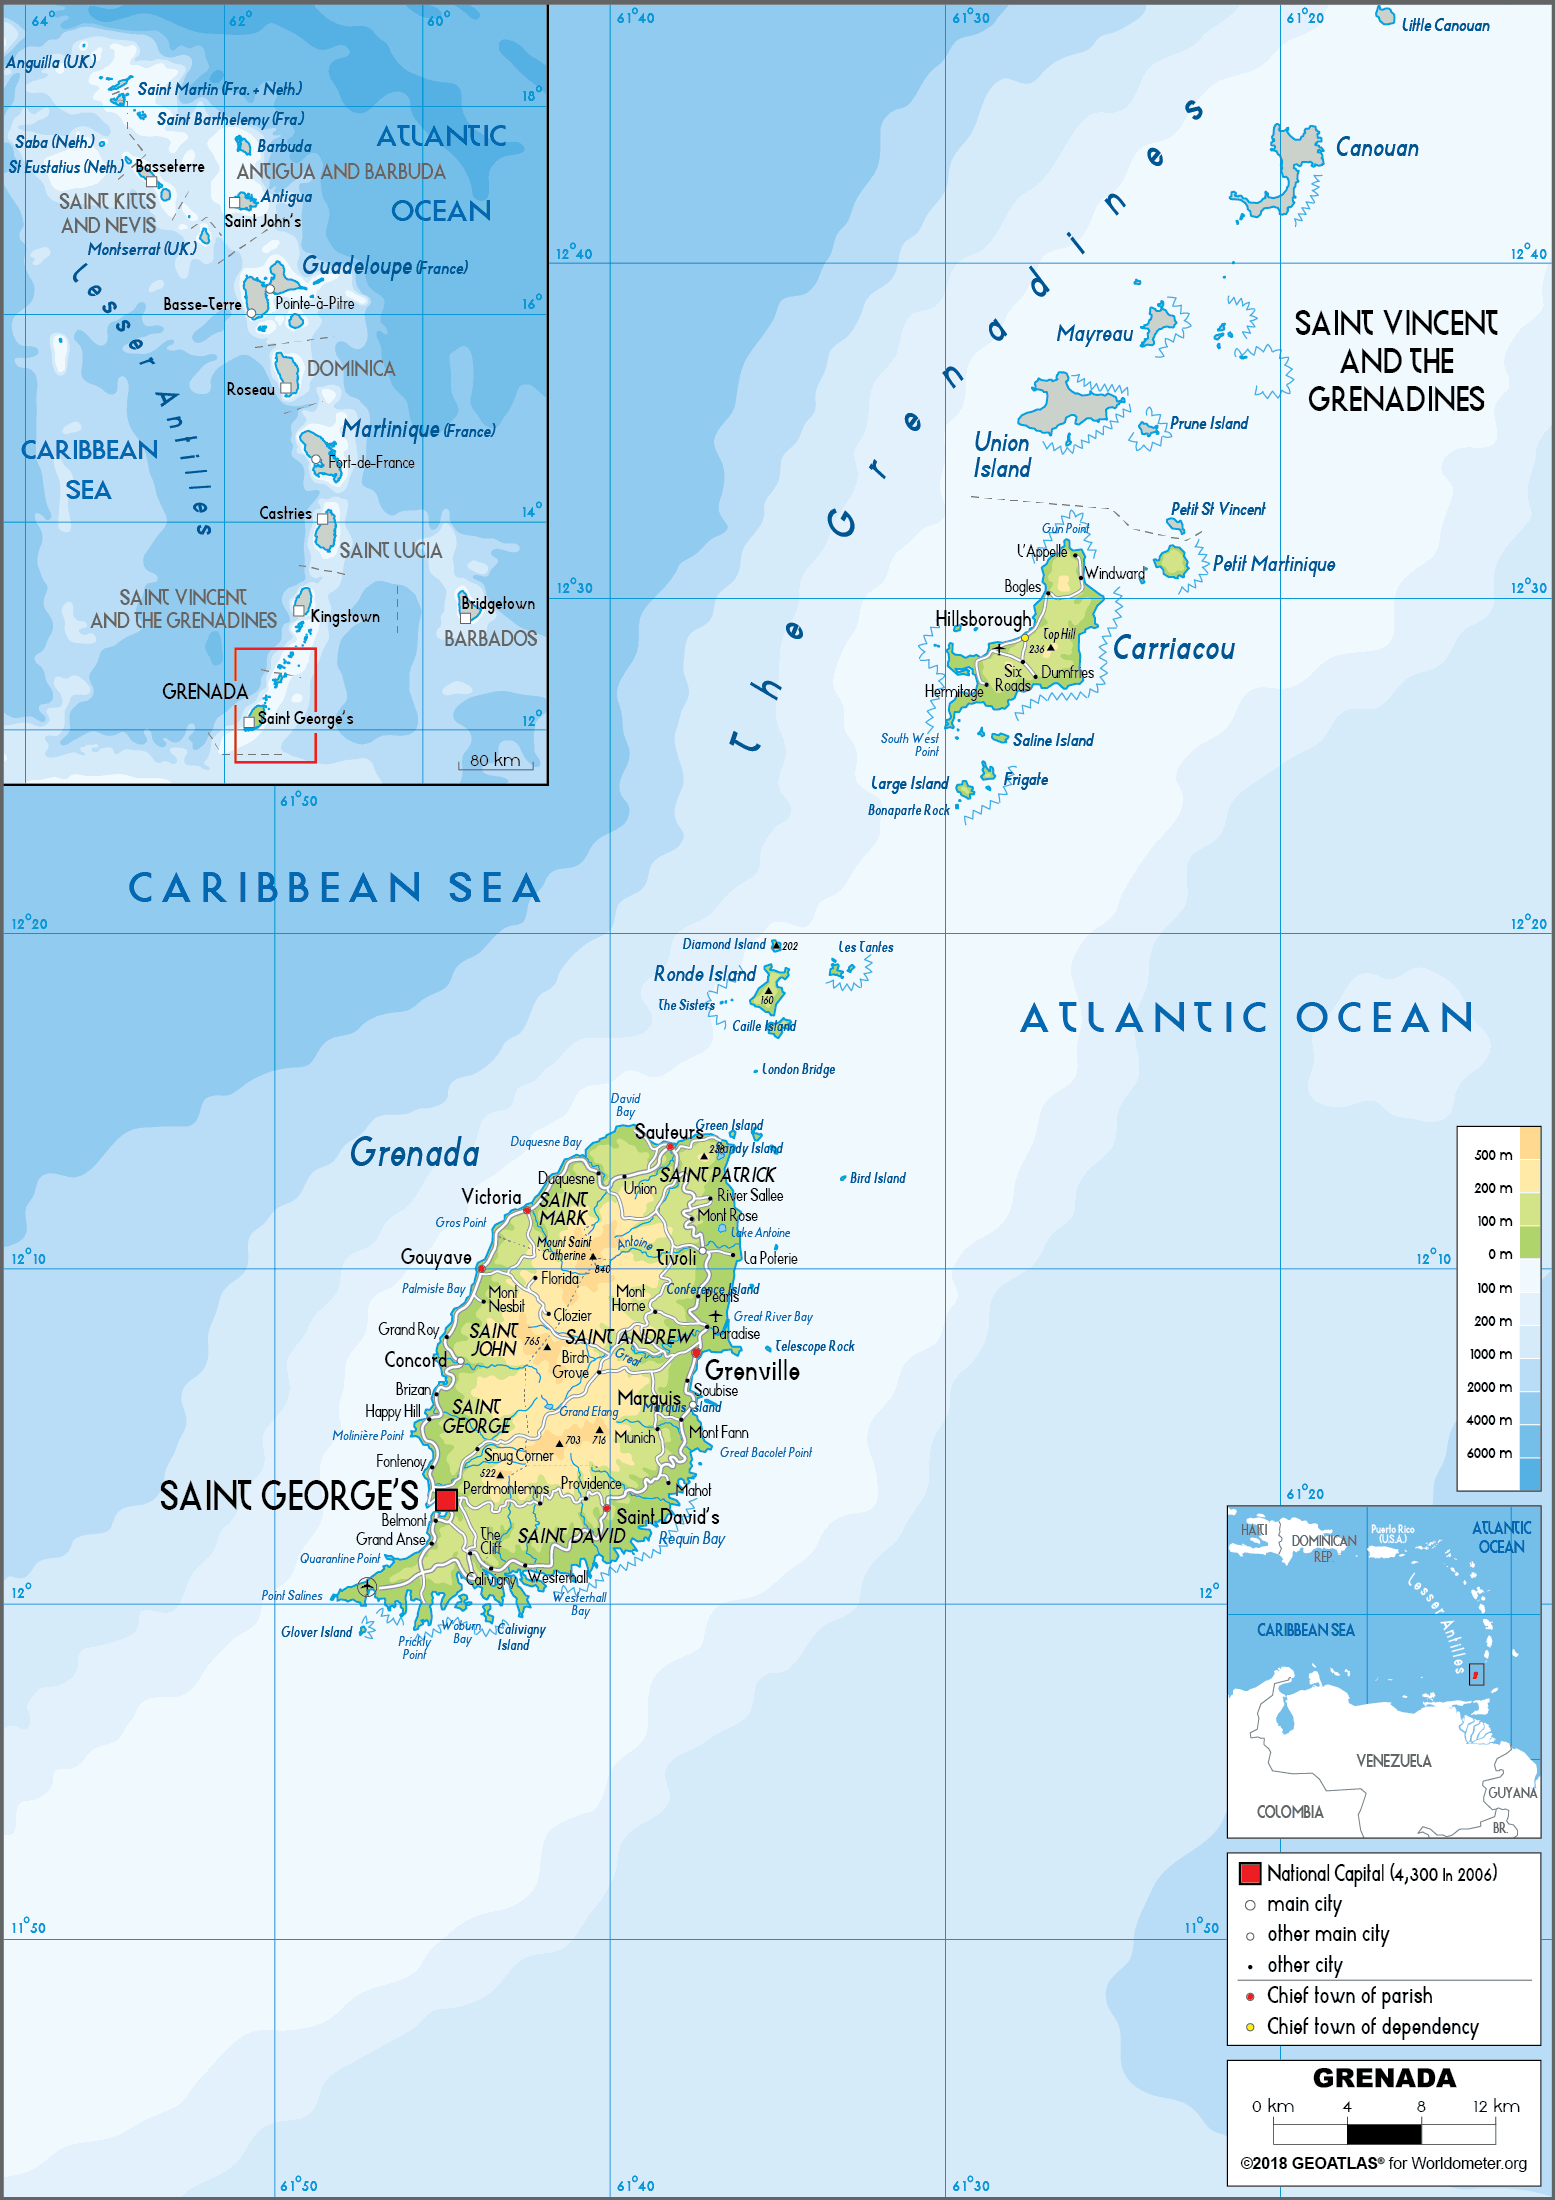 64°
62°
60°
Anguilla (U.K.)
Saint Martin (Fra. + Neth.)
18°
Saint Barthelemy (Fra.)
ATLANTIC
OCEAN
Saba (Neth.)
Barbuda
St Eustatius (Neth.)
Basseterre
ANTIGUA AND BARBUDA
SAINT KITTS
AND NEVIS
Antigua
Saint John's
Montserrat (U.K.)
Lesser Antilles
Guadeloupe (France)
Basse-Terre
Pointe-à-Pitre
16°
DOMINICA
Roseau
Martinique (France)
CARIBBEAN
SEA
Fort-de-France
Castries
14°
SAINT LUCIA
SAINT VINCENT
AND THE GRENADINES
Kingstown
Bridgetown
BARBADOS
GRENADA
Saint George's
12°
80 km
61°40
61°30
61°20
Little Canouan
Canouan
The Grenadines
12°40
12°40
Mayreau
SAINT VINCENT
AND THE
GRENADINES
Union
Island
Prune Island
Petit St Vincent
Gun Point
L'Appelle
Petit Martinique
Windward
Bogles
12°30
12°30
Hillsborough
Top Hill
236
Carriacou
Six
Roads
Dumfries
Hermitage
South West
Point
Saline Island
Large Island
Frigate
Bonaparte Rock
61°50
CARIBBEAN SEA
12°20
12°20
Diamond Island
202
Les Tantes
Ronde Island
160
The Sisters
Caille Island
ATLANTIC OCEAN
London Bridge
David
Bay
Green Island
Sauteurs
Grenada
Duquesne Bay
Sandy Island
Duquesne
Union
SAINT PATRICK
Bird Island
Victoria
SAINT
MARK
River Sallee
Gros Point
Mont Rose
Lake Antoine
Mount Saint
Catherine
840
Antoine
Tivoli
La Poterie
Gouyave
12°10
12°10
Florida
Palmiste Bay
Mont
Nesbit
Mont
Horne
Conference Island
Pearls
Clozier
Great River Bay
Grand Roy
SAINT
JOHN
765
SAINT ANDREW
Paradise
Telescope Rock
Concord
Birch
Grove
Great
Grenville
Brizan
Soubise
Happy Hill
SAINT
GEORGE
Marquis
Marquis Island
Grand Etang
Molinière Point
703
716
Munich
Mont Fann
Snug Corner
Great Bacolet Point
Fontenoy
522
SAINT GEORGE'S
Perdmontemps
Providence
Mahot
Belmont
Saint David's
Grand Anse
The
Cliff
SAINT DAVID
Requin Bay
Quarantine Point
Calivigny
Westerhall
Point Salines
Westerhall
Bay
12°
12°
Glover Island
Prickly
Point
Woburn
Bay
Calivigny
Island
500 m
200 m
100 m
0 m
100 m
200 m
1000 m
2000 m
4000 m
6000 m
61°20
HAITI
DOMINICAN
REP.
Puerto Rico
(U.S.A.)
ATLANTIC
OCEAN
Lesser Antilles
CARIBBEAN SEA
VENEZUELA
GUYANA
COLOMBIA
BR.
National Capital (4,300 In 2006)
main city
other main city
other city
Chief town of parish
Chief town of dependency
11°50
11°50
GRENADA
0 km 4 8 12 km
©2018 GEOATLAS® for Worldometer.org
61°50
61°40
61°30